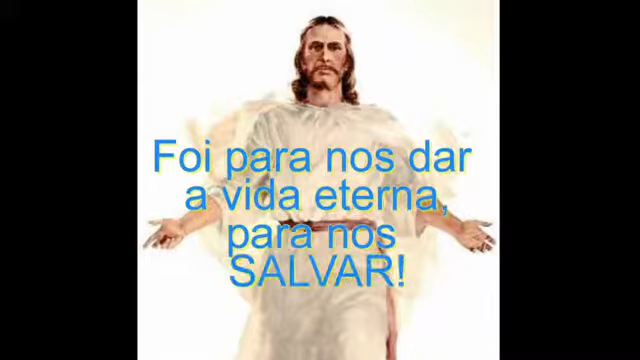 Foi para nos dar
a vida eterna,
para nos
SALVAR!